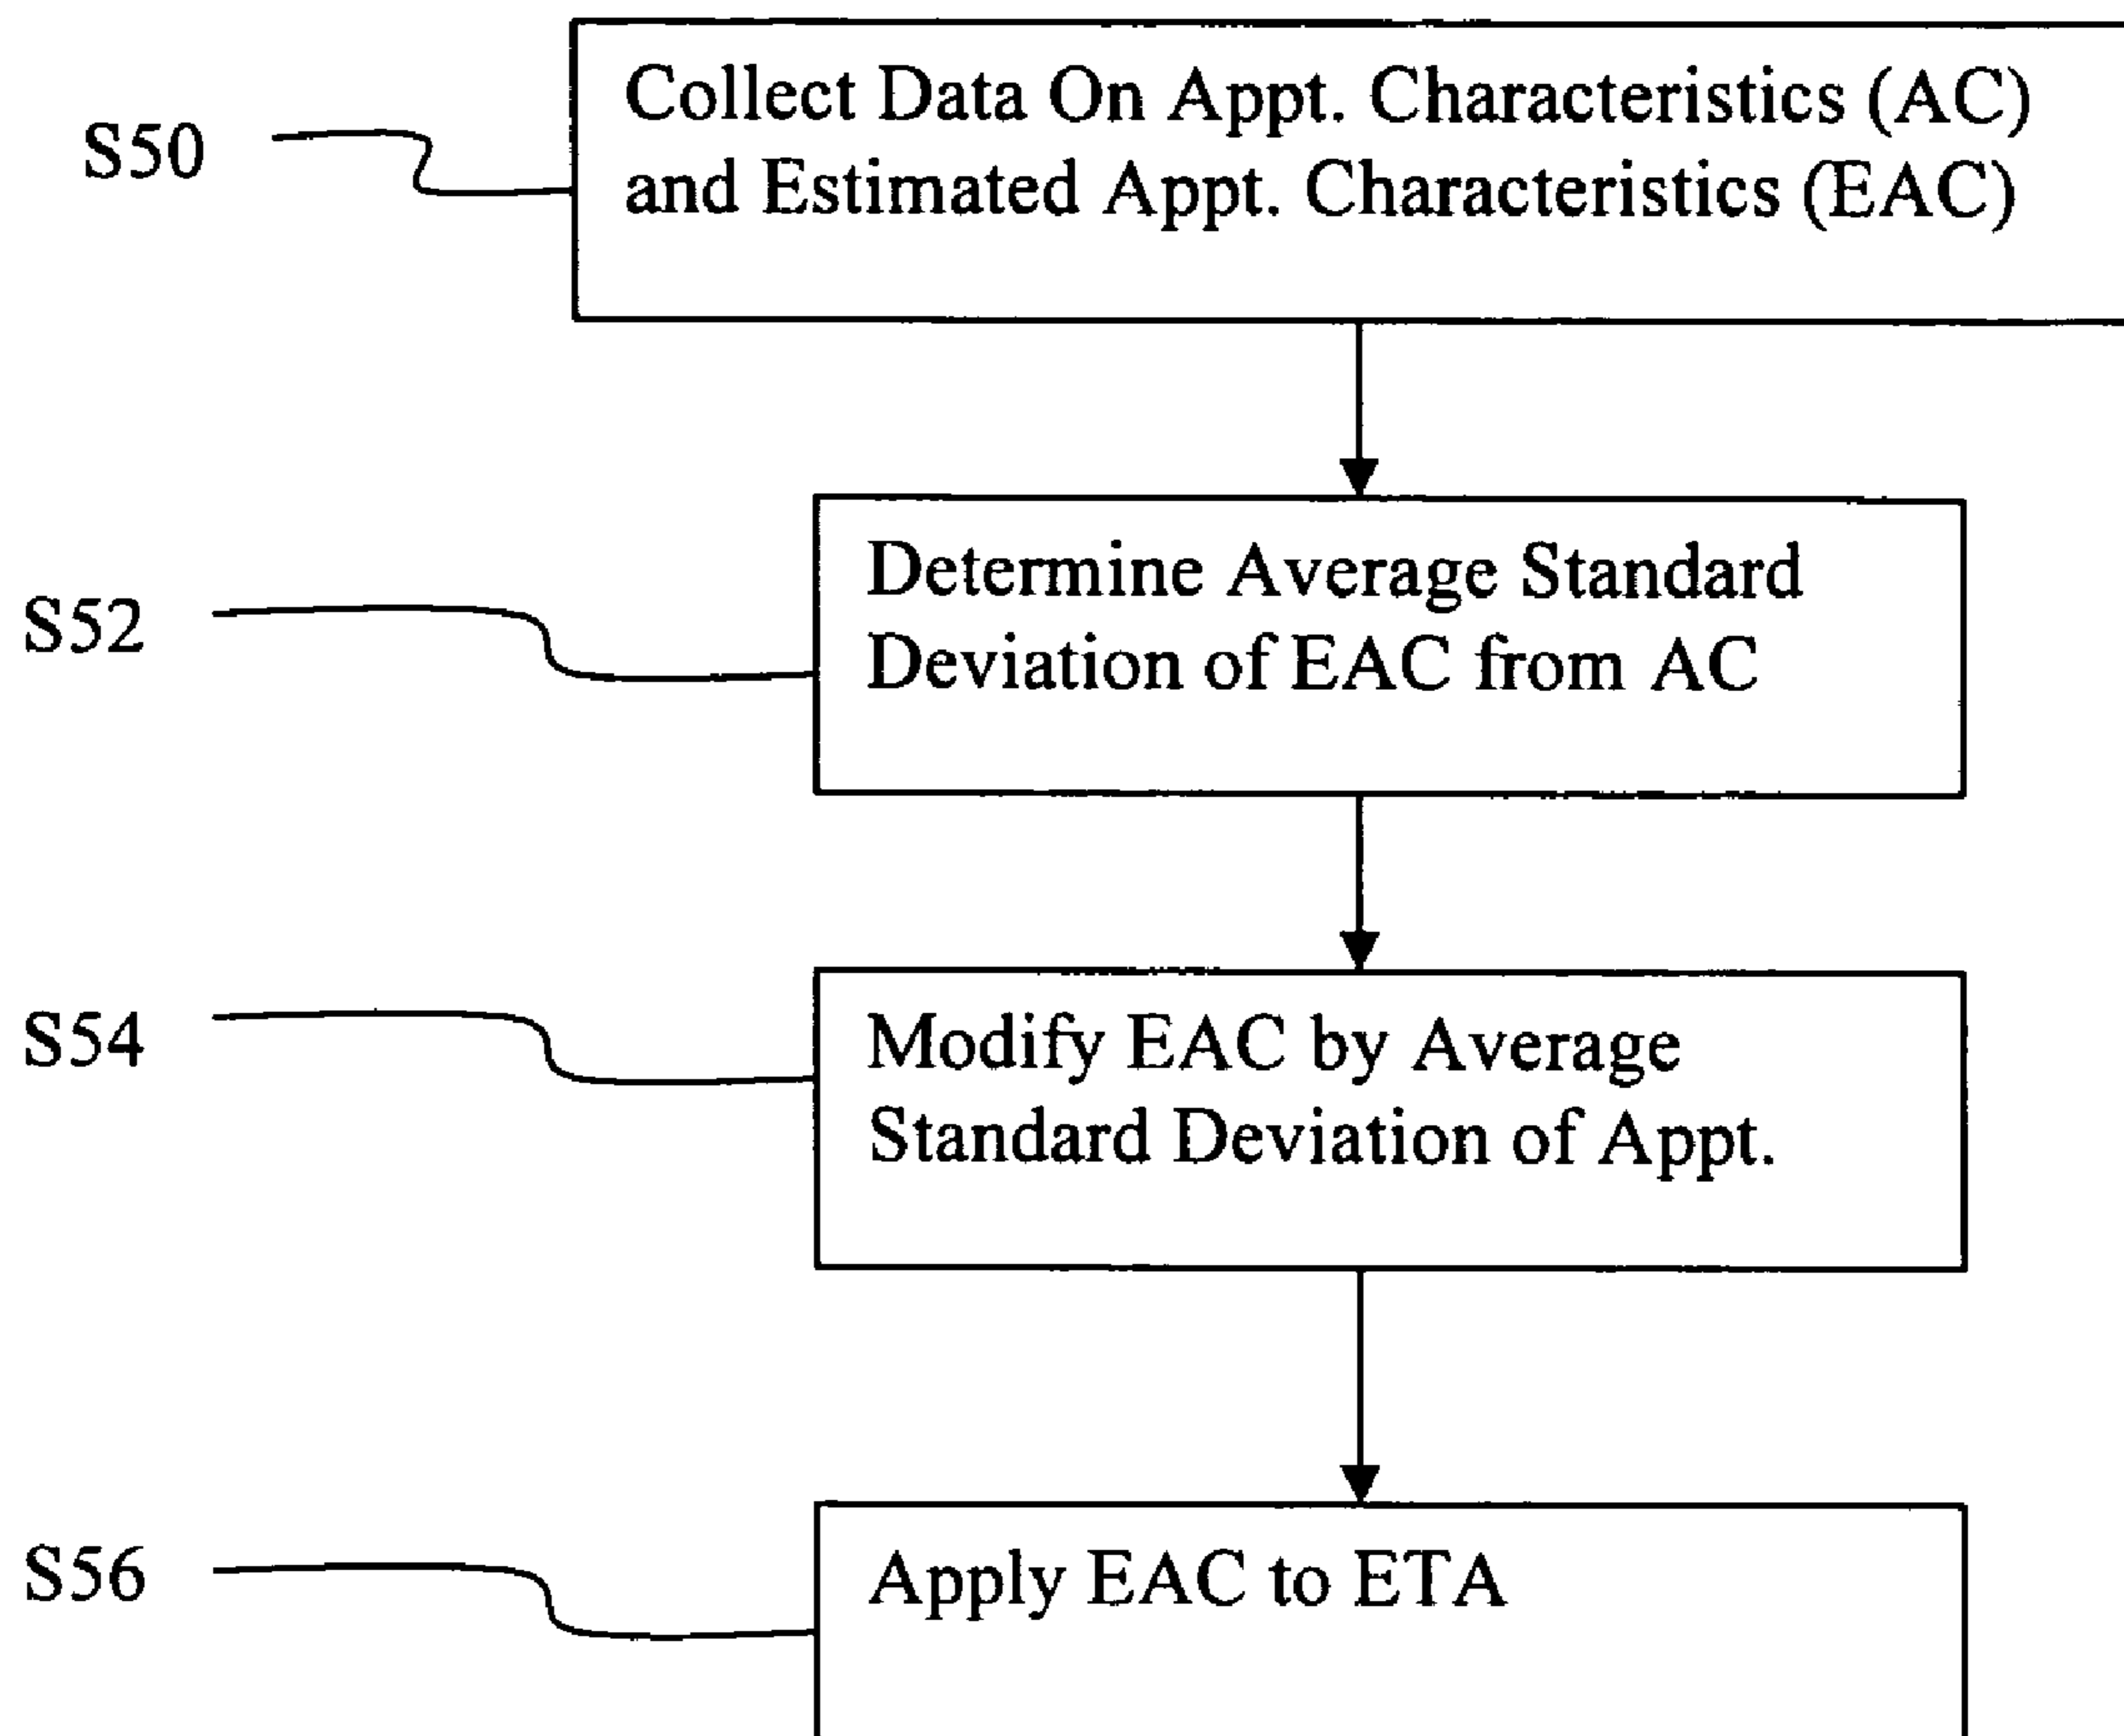 S50
Collect Data On Appt. Characteristics (AC)
and Estimated Appt. Characteristics (EAC)
S52
Determine Average Standard
Deviation of EAC from AC
S54
Modify EAC by Average
Standard Deviation of Appt.
S56
Apply EAC to ETA